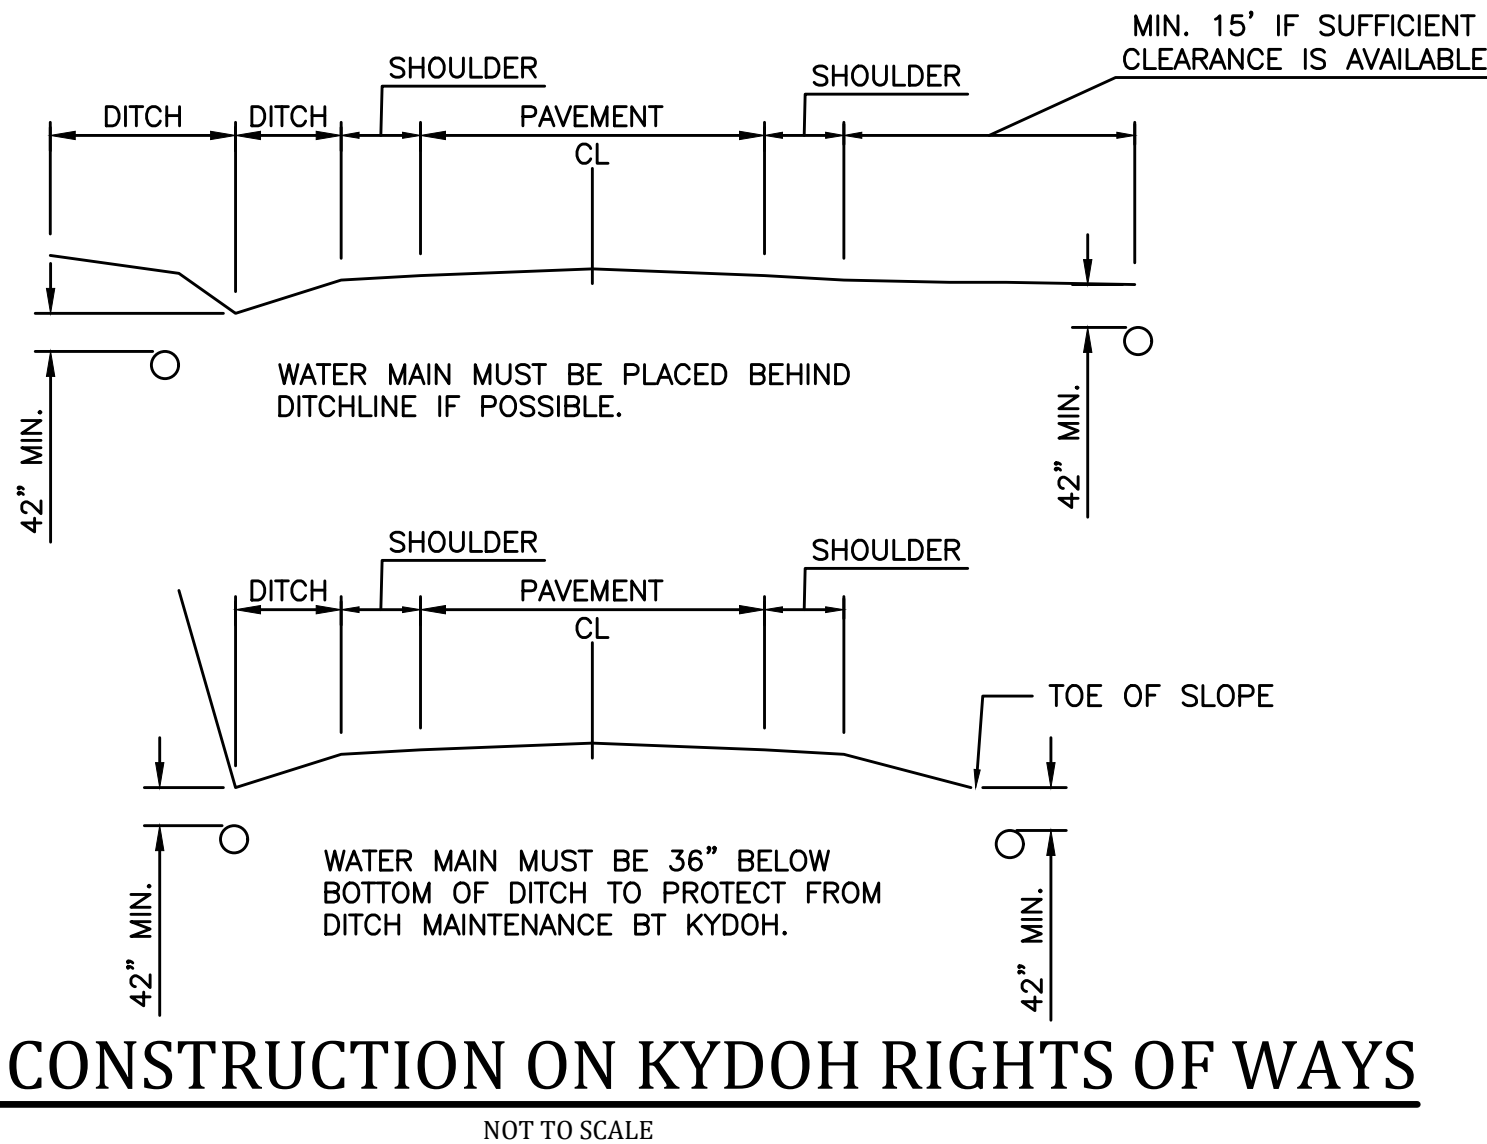 MIN. 15' IF SUFFICIENT
CLEARANCE IS AVAILABLE
SHOULDER
SHOULDER
DITCH
DITCH
PAVEMENT
CL
WATER MAIN MUST BE PLACED BEHIND
DITCHLINE IF POSSIBLE.
42" MIN.
42" MIN.
SHOULDER
SHOULDER
DITCH
PAVEMENT
CL
TOE OF SLOPE
WATER MAIN MUST BE 36" BELOW
BOTTOM OF DITCH TO PROTECT FROM
DITCH MAINTENANCE BT KYDOH.
42" MIN.
42" MIN.
CONSTRUCTION ON KYDOH RIGHTS OF WAYS
NOT TO SCALE